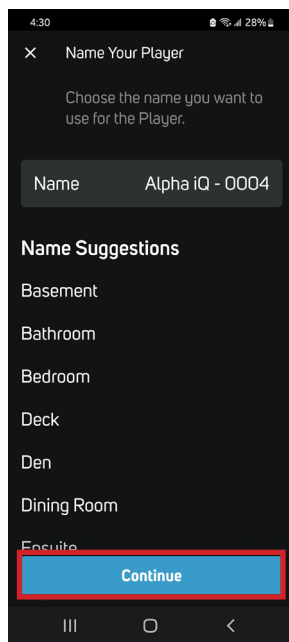 4:30 28%
Name Your Player
Choose the name you want to
use for the Player.
Name Alpha iQ - 0004
Name Suggestions
Basement
Bathroom
Bedroom
Deck
Den
Dining Room
Ensuite
Continue